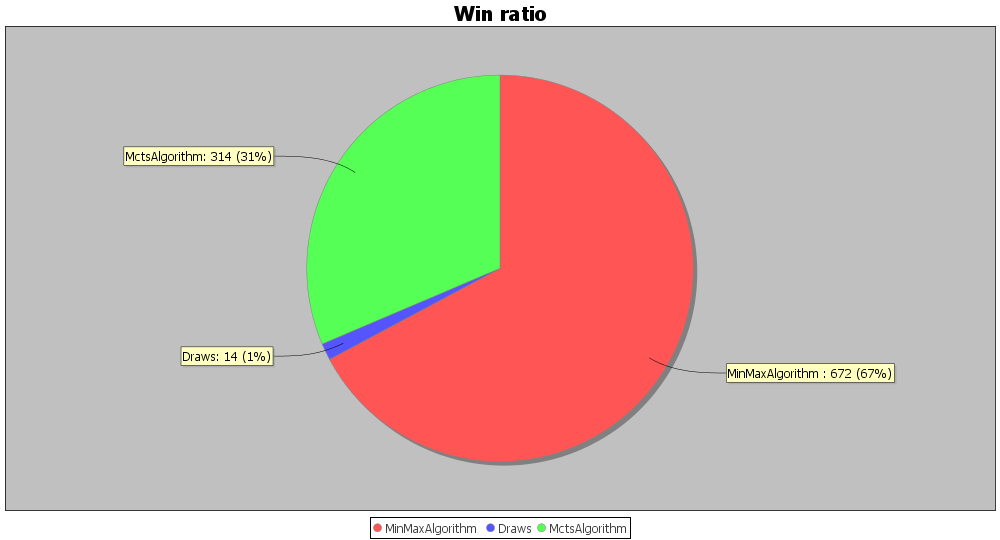 Win ratio
MctsAlgorithm: 314 (31%)
Draws: 14 (1%)
MinMaxAlgorithm : 672 (67%)
MinMaxAlgorithm Draws MctsAlgorithm